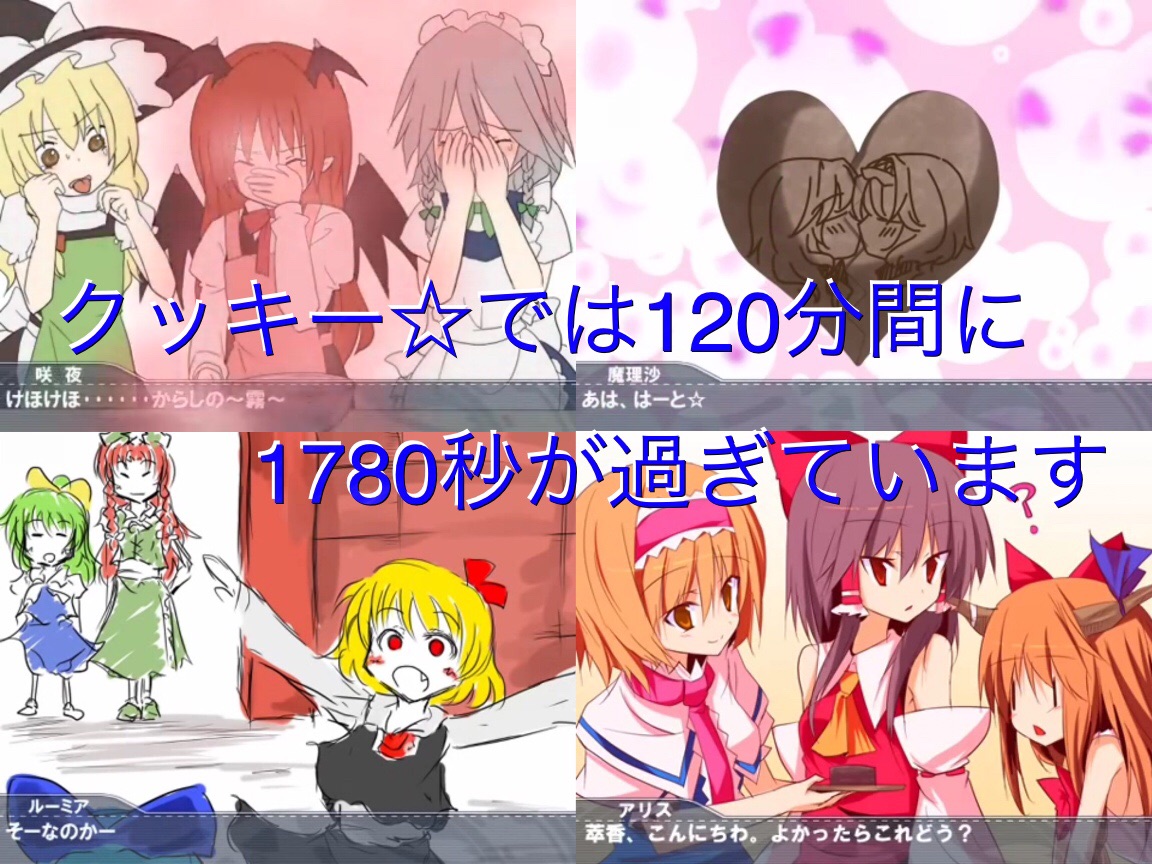 クッキー☆では120分間に
咲夜
けほけほ‥‥‥からしの～霧～
魔理沙
あは、はーと☆
1780秒が過ぎています
?
ルーミア
そーなのかー
アリス
萃香、こんにちわ。よかったらこれどう？